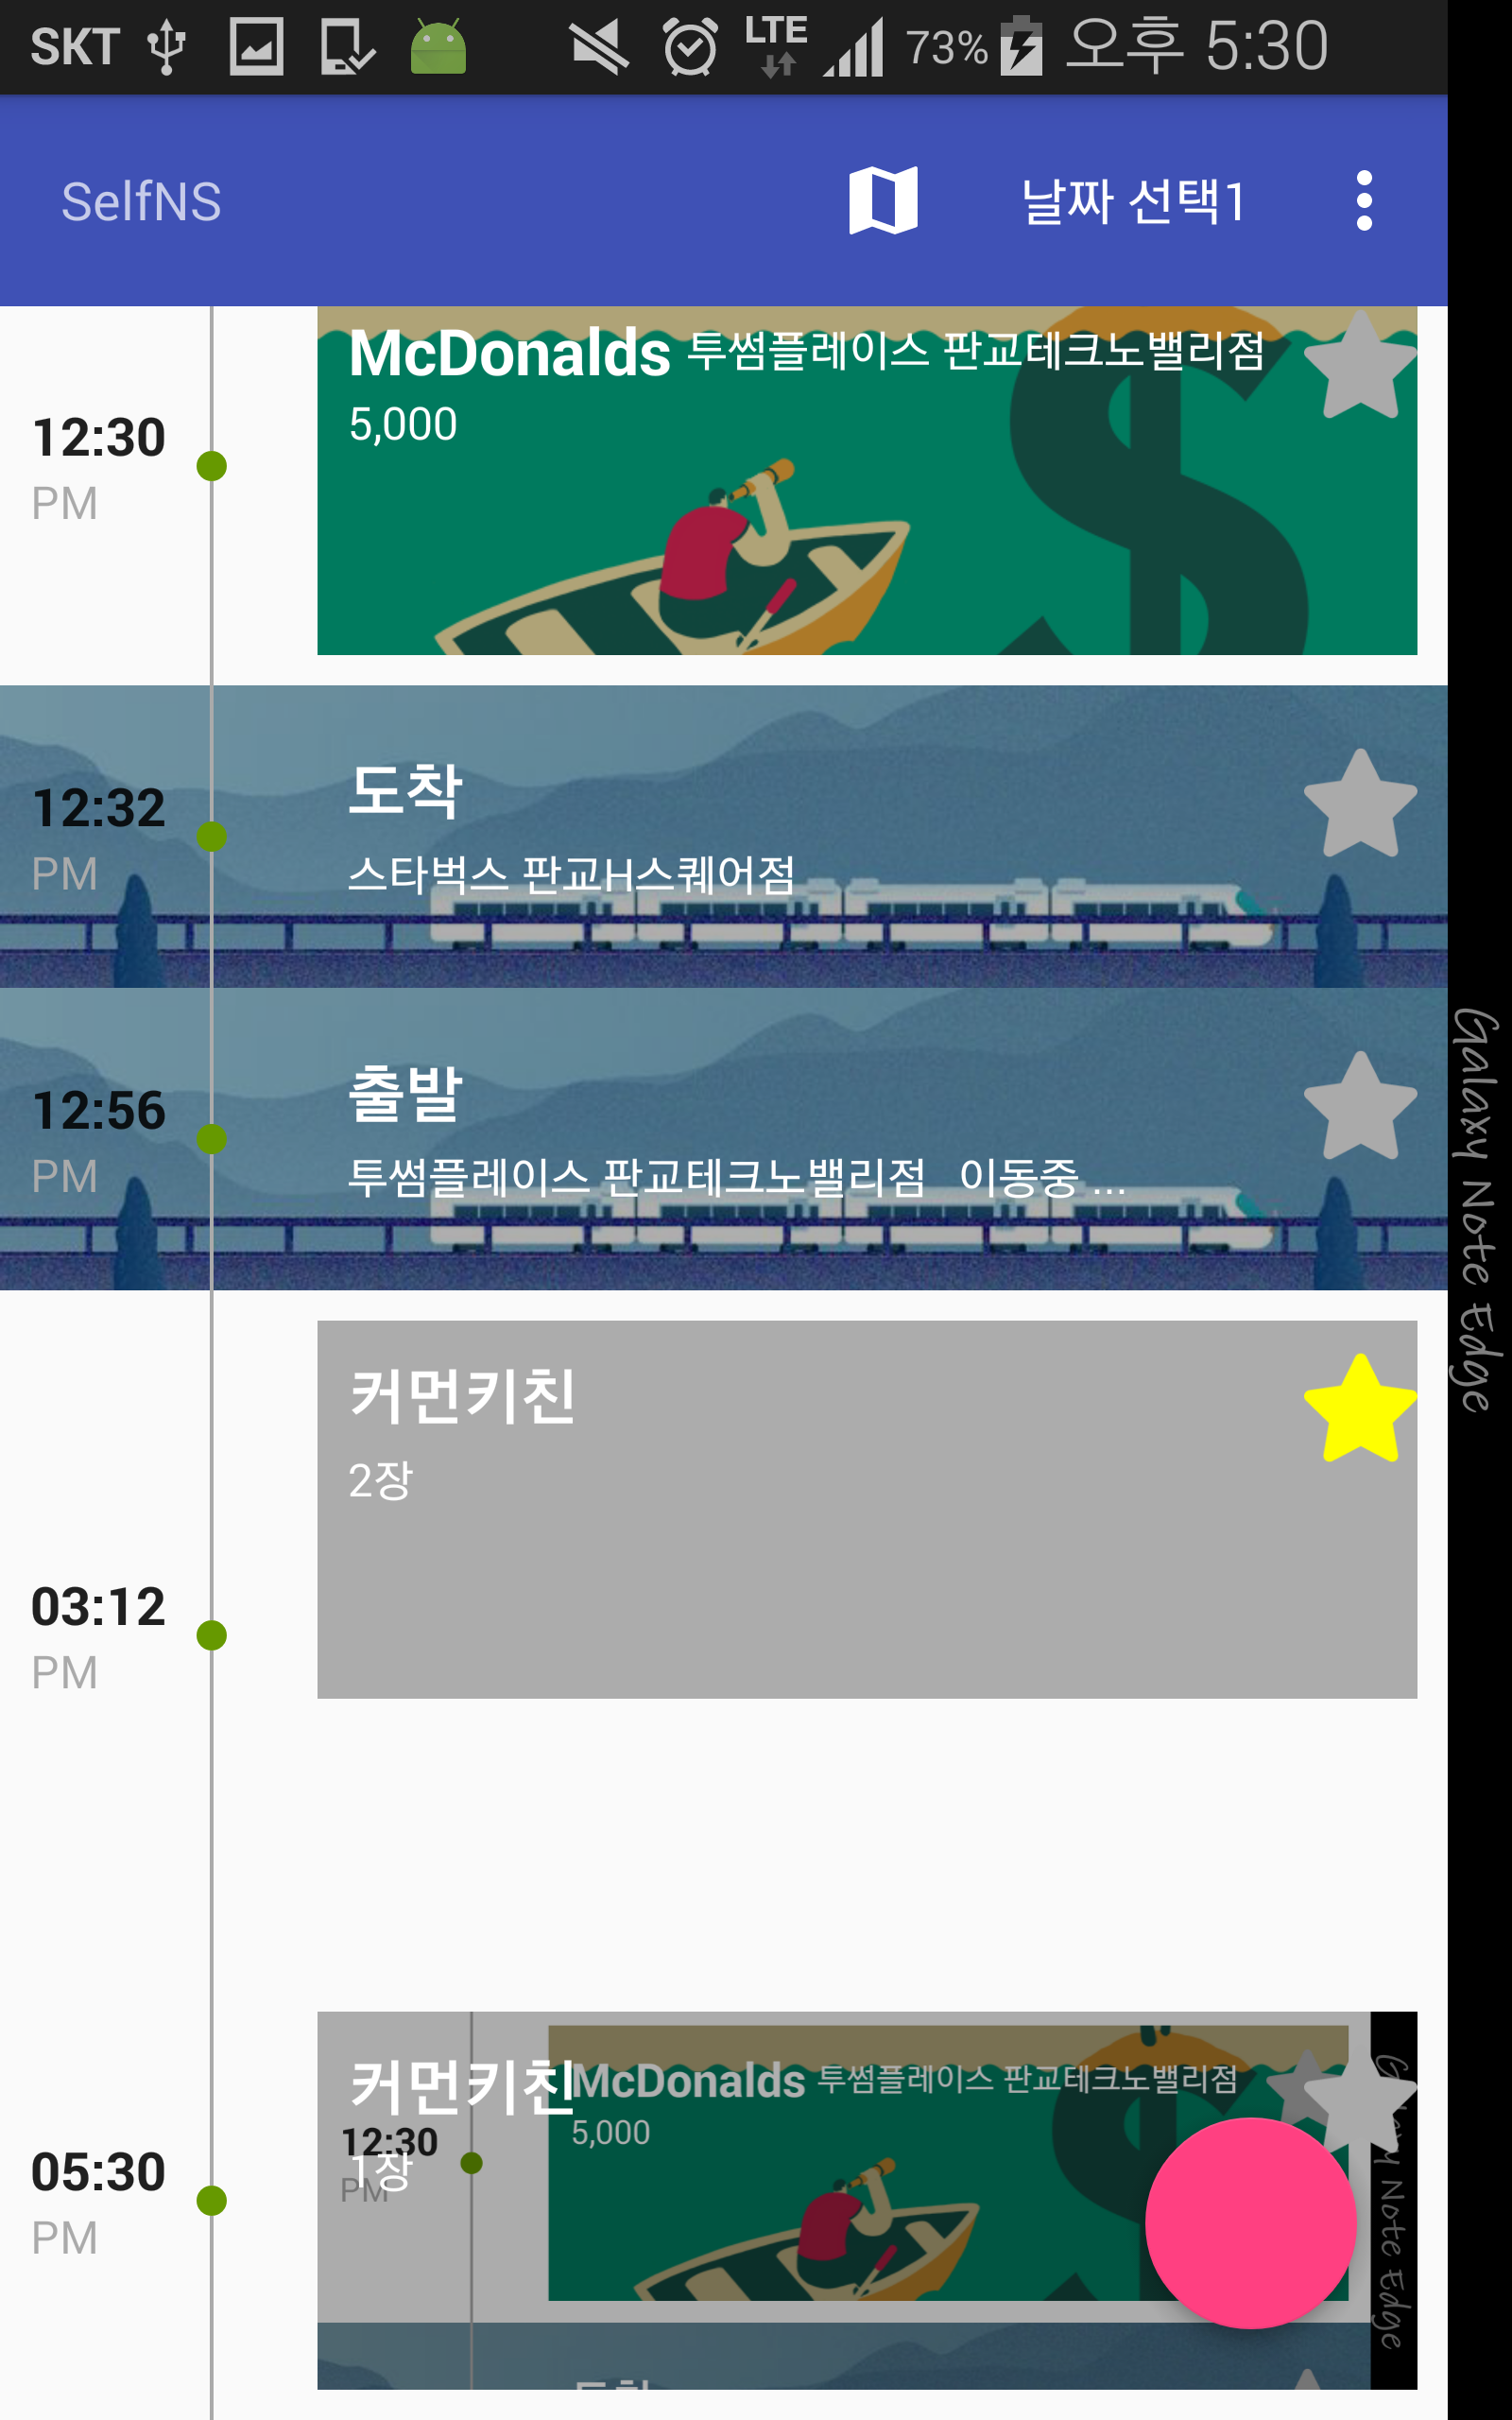 SKT LTE 73% 오후 5:30
SelfNS 날짜 선택1
McDonalds 투썸플레이스 판교테크노밸리점
5,000
12:30
PM
도착
12:32
스타벅스 판교H스퀘어점
PM
출발
12:56
투썸플레이스 판교테크노밸리점 이동중 ...
PM
Galaxy Note Edge
커먼키친
2장
03:12
PM
커먼키친
McDonalds 투썸플레이스 판교테크노밸리점
5,000
12:30
1장
PM
05:30
PM
Note Edge